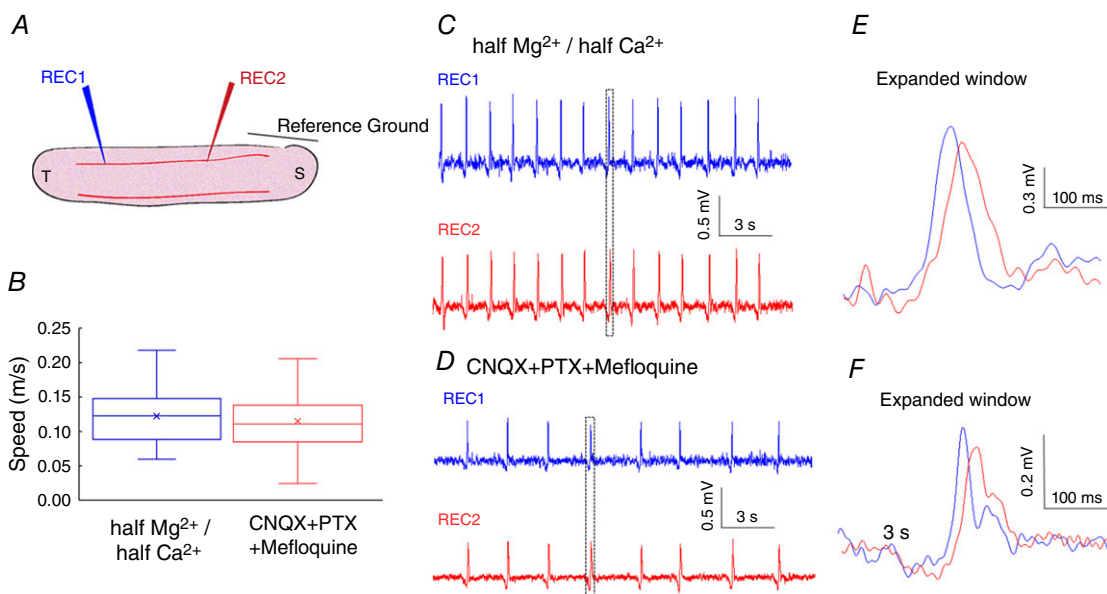 A
REC1
REC2
Reference Ground
T
S
B
Speed (m/s)
0.25
0.20
0.15
0.10
0.05
0.00
half Mg²⁺ /
half Ca²⁺
CNQX+PTX
+Mefloquine
C
half Mg²⁺ / half Ca²⁺
REC1
REC2
0.5 mV
3 s
D
CNQX+PTX+Mefloquine
REC1
REC2
0.5 mV
3 s
E
Expanded window
0.3 mV
100 ms
F
Expanded window
0.2 mV
100 ms
3 s